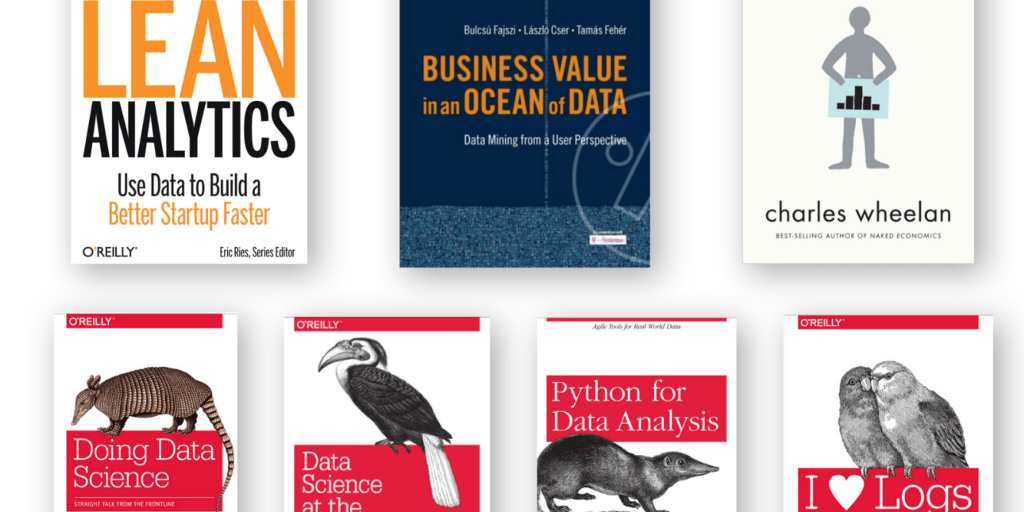 LEAN
ANALYTICS
Use Data to Build a
Better Startup Faster
O'REILLY®
Eric Ries, Series Editor
Bulcsú Fajszi • László Cser • Tamás Fehér
BUSINESS VALUE
in an OCEAN of DATA
Data Mining from a User Perspective
charles wheelan
BEST-SELLING AUTHOR OF NAKED ECONOMICS
O'REILLY®
Doing Data
Science
STRAIGHT TALK FROM THE FRONTLINE
O'REILLY®
Data
Science
at the
Agile Tools for Real World Data
Python for
Data Analysis
O'REILLY®
I ♥ Logs